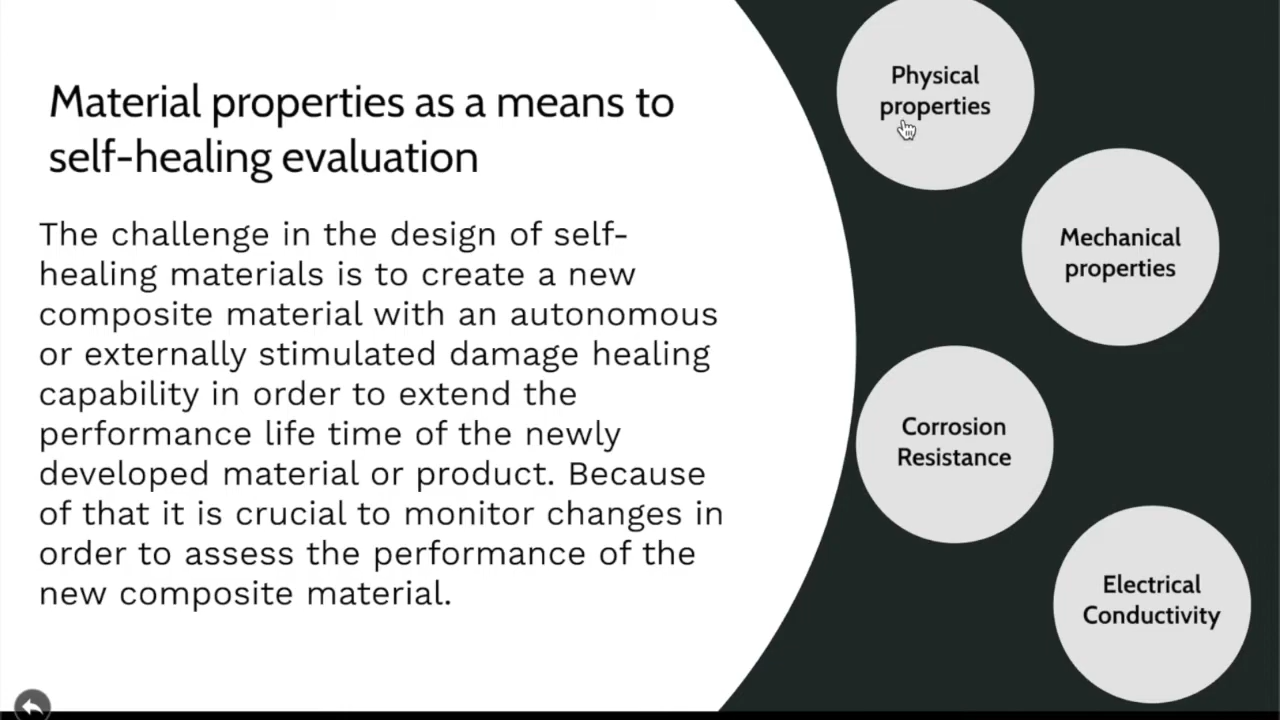 Material properties as a means to
self-healing evaluation
The challenge in the design of self-
healing materials is to create a new
composite material with an autonomous
or externally stimulated damage healing
capability in order to extend the
performance life time of the newly
developed material or product. Because
of that it is crucial to monitor changes in
order to assess the performance of the
new composite material.
Physical
properties
Mechanical
properties
Corrosion
Resistance
Electrical
Conductivity